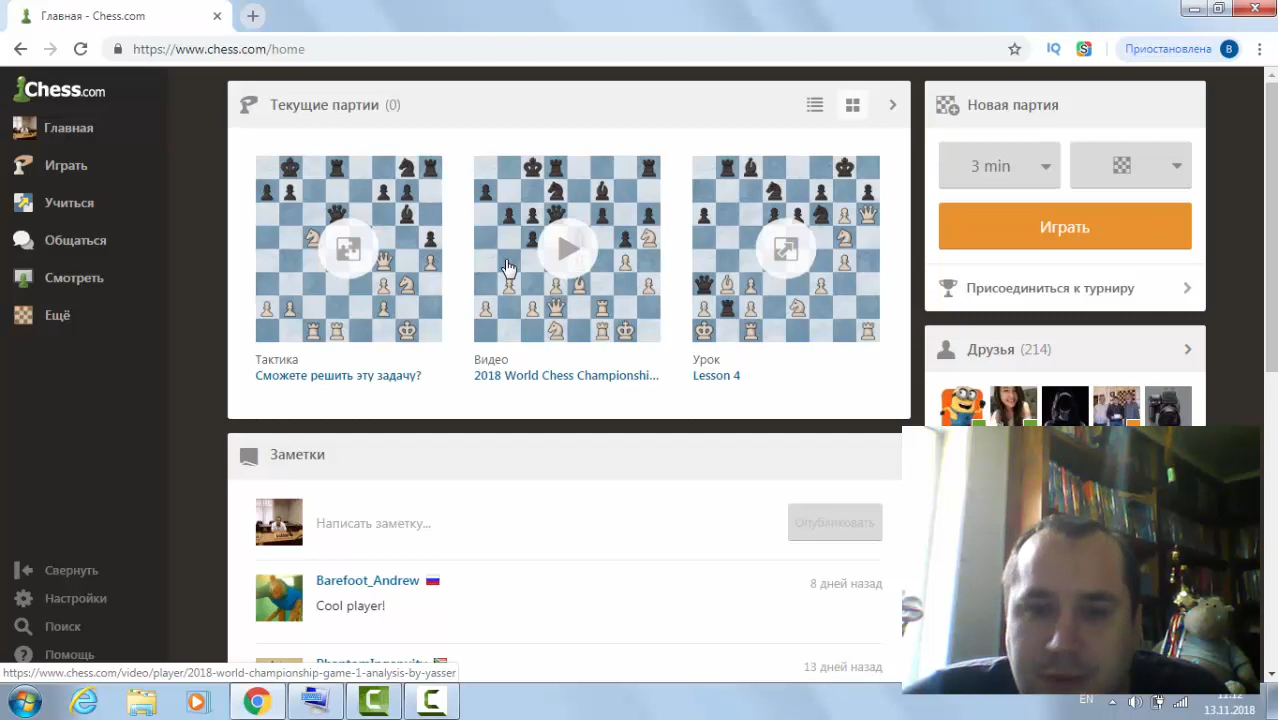 Главная - Chess.com
https://www.chess.com/home
IQ
S
Приостановлена
B
Chess.com
Главная
Играть
Учиться
Общаться
Смотреть
Ещё
Текущие партии (0)
Тактика
Сможете решить эту задачу?
Видео
2018 World Chess Championshi...
Урок
Lesson 4
Новая партия
3 min
Играть
Присоединиться к турниру
Друзья (214)
Заметки
Написать заметку...
Опубликовать
Barefoot_Andrew
8 дней назад
Cool player!
PhantomIngenuity
13 дней назад
Свернуть
Настройки
Поиск
Помощь
https://www.chess.com/video/player/2018-world-championship-game-1-analysis-by-yasser
EN
11:12
13.11.2018